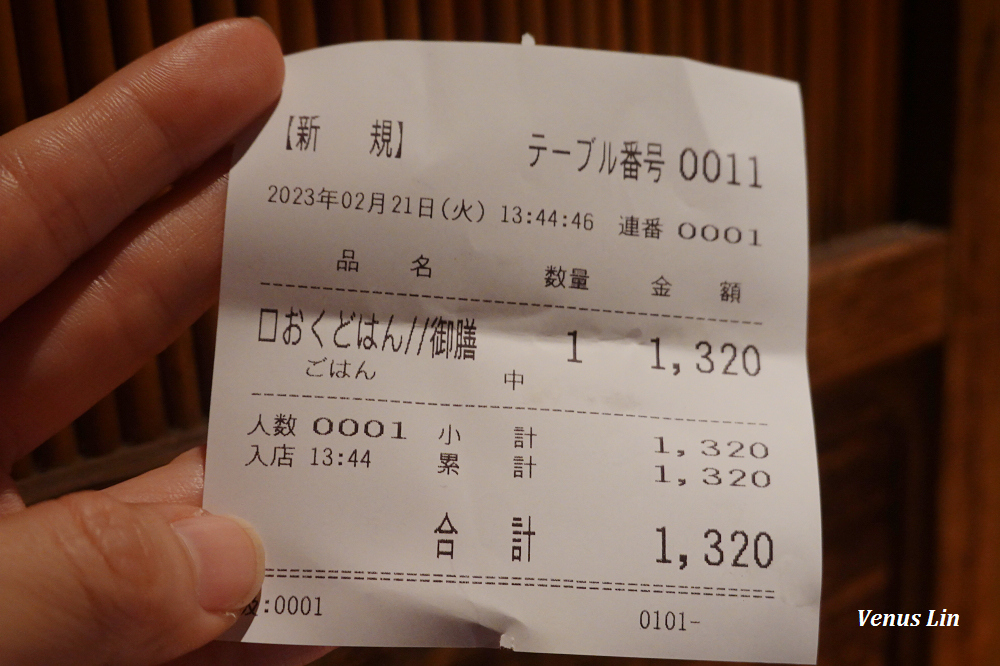 【新 規】 テーブル番号 0011
2023年02月21日(火) 13:44:46 連番 0001
品 名 数量 金 額
口おくどはん//御膳 1 1,320
ごはん 中
人数 0001 小 計 1,320
入店 13:44 累 計 1,320
合 計 1,320
:0001 0101-
Venus Lin